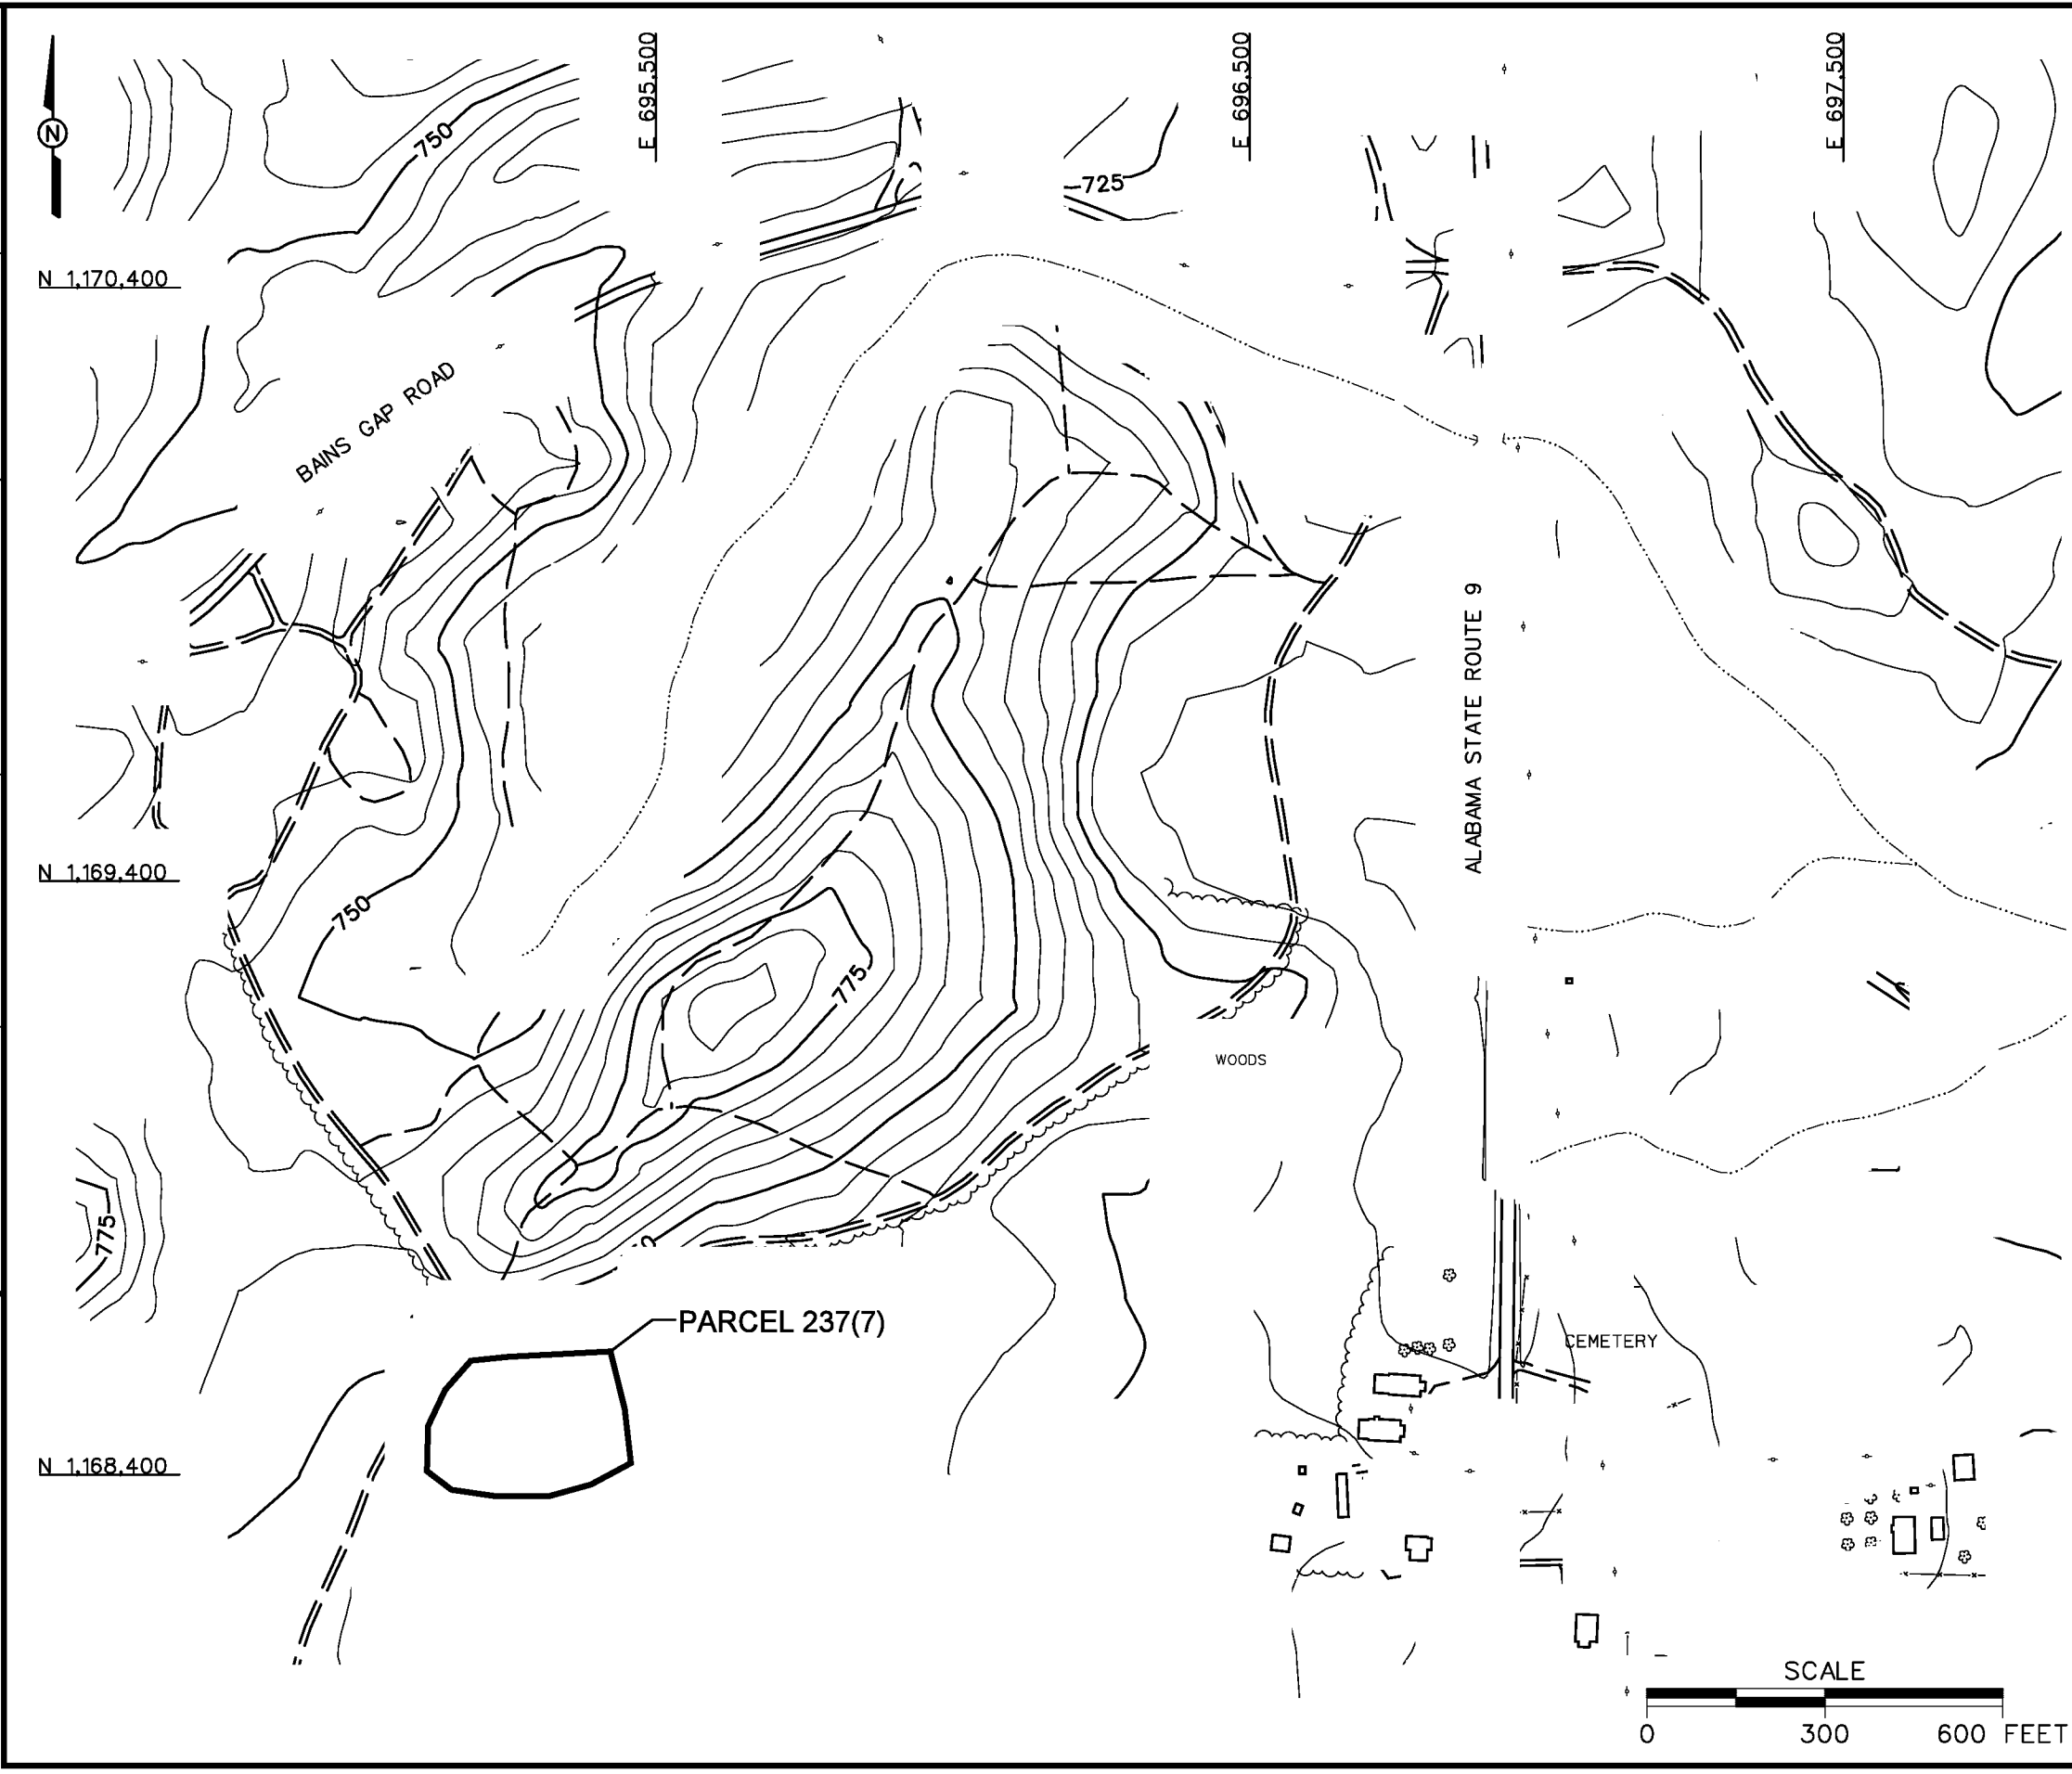 E 695,500
E 696,500
E 697,500
N
750
725
N 1,170,400
BAINS GAP ROAD
ALABAMA STATE ROUTE 9
N 1,169,400
750
775
WOODS
775
PARCEL 237(7)
CEMETERY
N 1,168,400
SCALE
0 300 600 FEET